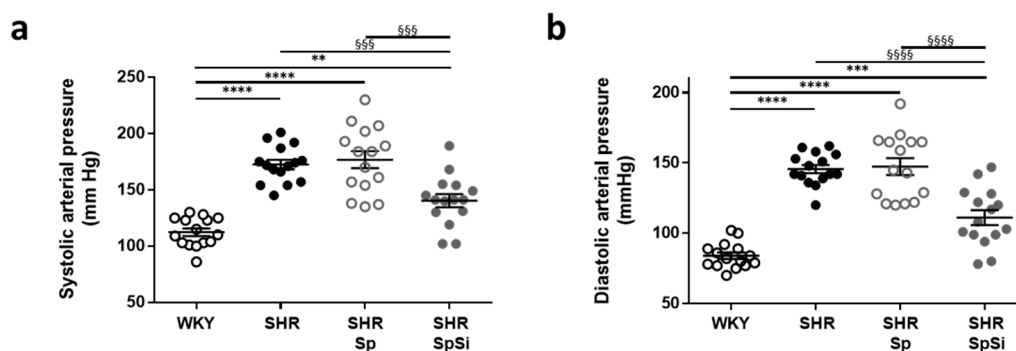 a
§§§
§§§
**
****
****
Systolic arterial pressure
(mm Hg)
250
200
150
100
50
WKY
SHR
SHR
Sp
SHR
SpSi
b
§§§§
§§§§
***
****
****
Diastolic arterial pressure
(mmHg)
200
150
100
50
WKY
SHR
SHR
Sp
SHR
SpSi